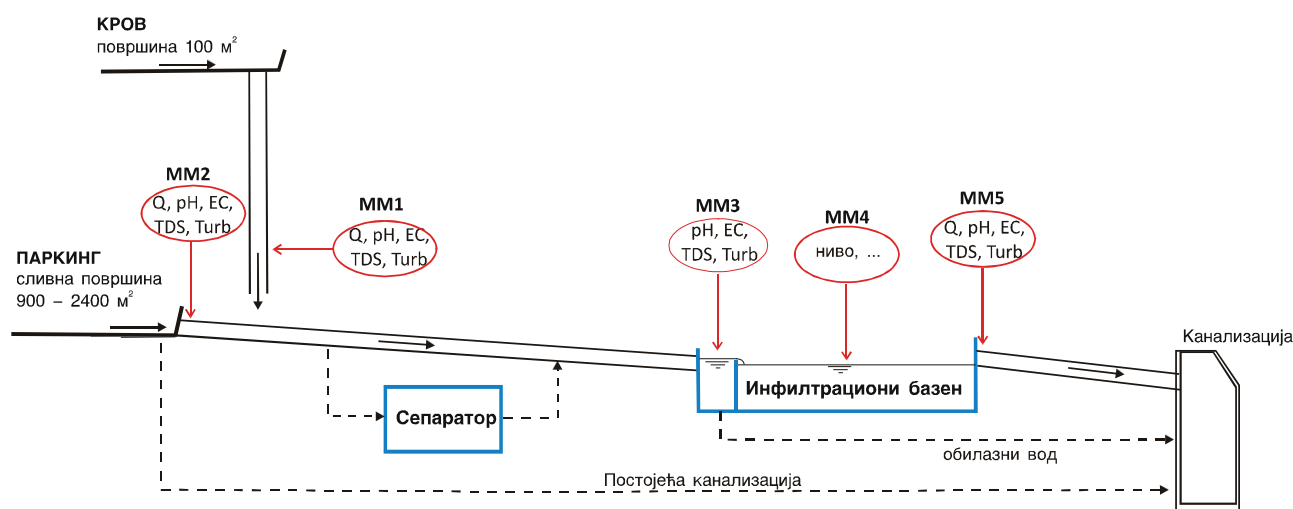 КРОВ
површина 100 м²
ММ2
Q, pH, EC,
TDS, Turb
ММ1
Q, pH, EC,
TDS, Turb
ПАРКИНГ
сливна површина
900 – 2400 м²
ММ3
pH, EC,
TDS, Turb
ММ4
ниво, ...
ММ5
Q, pH, EC,
TDS, Turb
Канализација
Сепаратор
Инфилтрациони базен
обилазни вод
Постојећа канализација